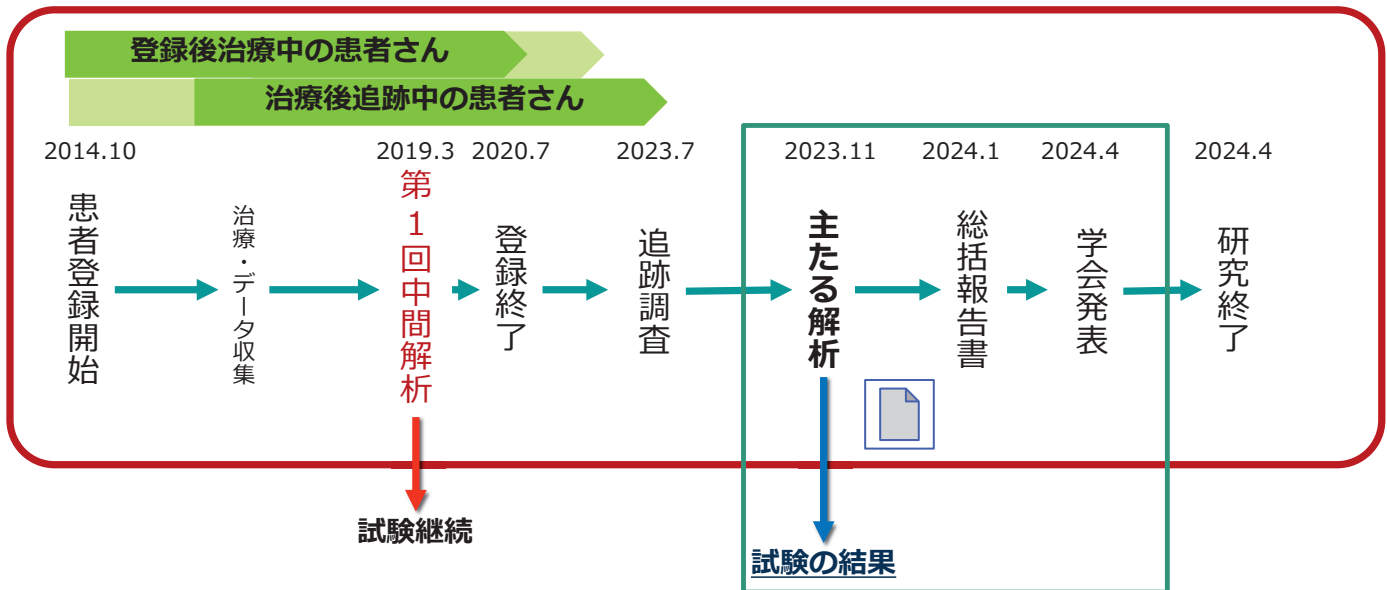 登録後治療中の患者さん
治療後追跡中の患者さん
2014.10
2019.3
2020.7
2023.7
2023.11
2024.1
2024.4
2024.4
患者登録開始
治療・データ収集
第1回中間解析
登録終了
追跡調査
主たる解析
総括報告書
学会発表
研究終了
試験継続
試験の結果